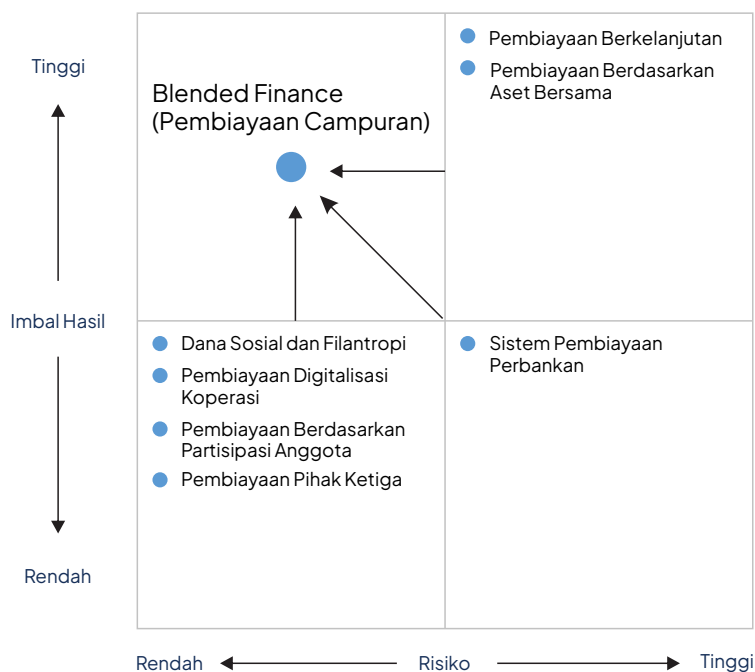 Tinggi
Imbal Hasil
Rendah
Blended Finance
(Pembiayaan Campuran)
Pembiayaan Berkelanjutan
Pembiayaan Berdasarkan
Aset Bersama
Dana Sosial dan Filantropi
Pembiayaan Digitalisasi
Koperasi
Pembiayaan Berdasarkan
Partisipasi Anggota
Pembiayaan Pihak Ketiga
Sistem Pembiayaan
Perbankan
Rendah
Risiko
Tinggi